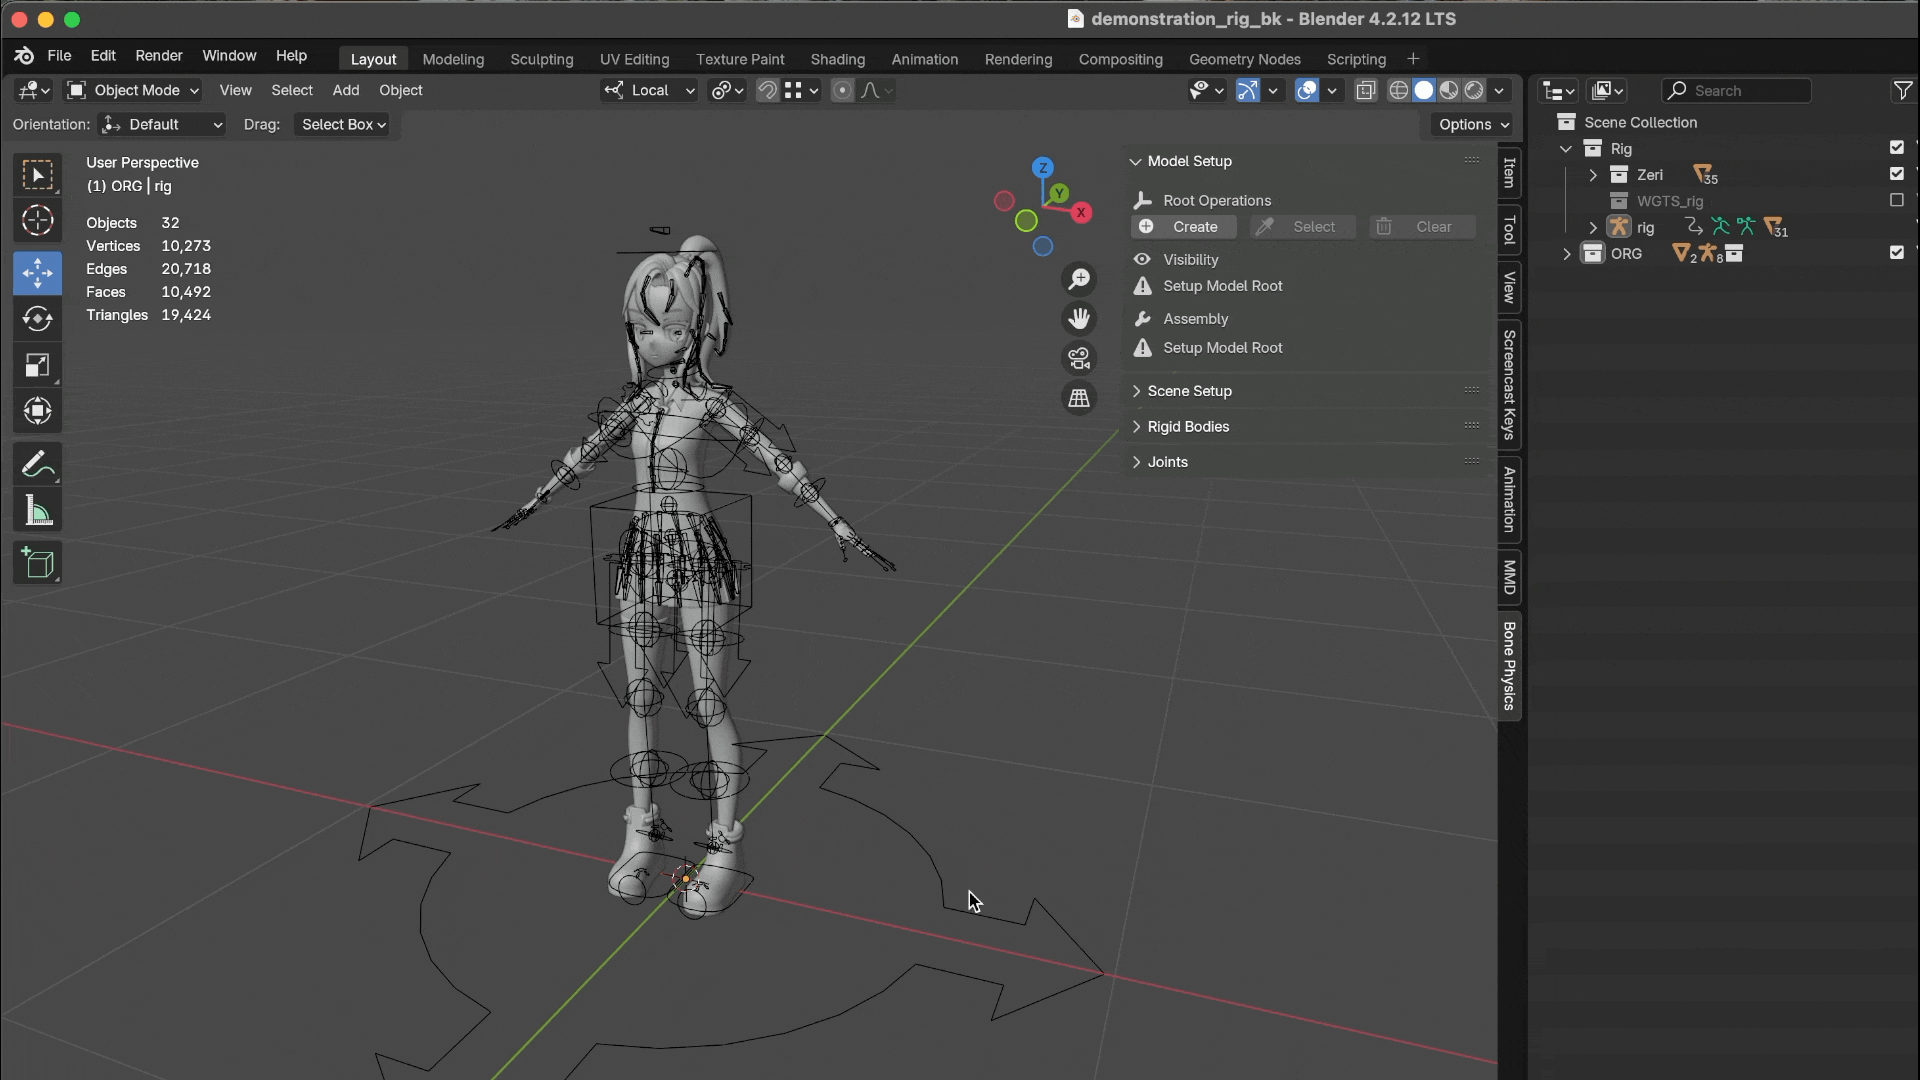 demonstration_rig_bk - Blender 4.2.12 LTS
File Edit Render Window Help
Layout Modeling Sculpting UV Editing Texture Paint Shading Animation Rendering Compositing Geometry Nodes Scripting +
Object Mode View Select Add Object Local
Search
Orientation: Default Drag: Select Box Options
Scene Collection
Rig
Zeri 35
WGTS_rig
rig 31
ORG 2 8
User Perspective
(1) ORG | rig
Objects 32
Vertices 10,273
Edges 20,718
Faces 10,492
Triangles 19,424
Z
Y
X
Model Setup
Root Operations
Create Select Clear
Visibility
Setup Model Root
Assembly
Setup Model Root
Scene Setup
Rigid Bodies
Joints
Item
Tool
View
Screencast Keys
Animation
MMD
Bone Physics